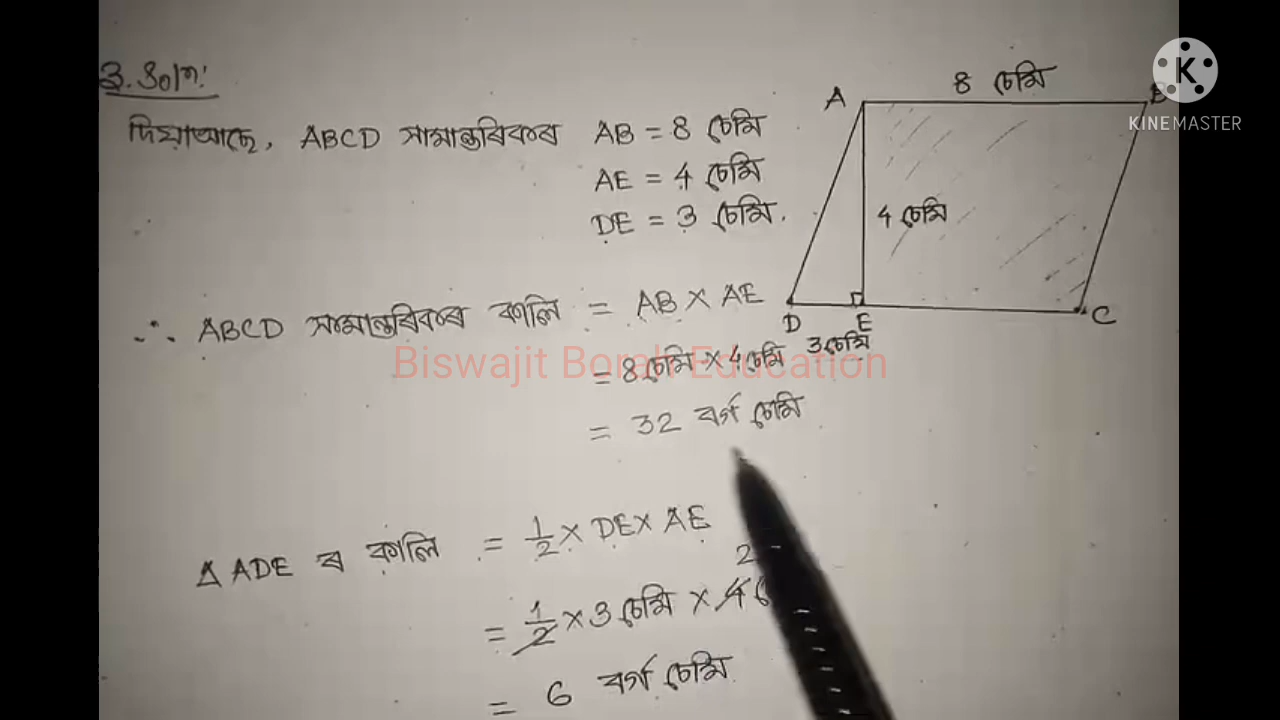 3. Solⁿ:
দিয়া আছে, ABCD সামান্তৰিকৰ AB = 8 চেমি
AE = 4 চেমি
DE = 3 চেমি.
∴ ABCD সামান্তৰিকৰ কালি = AB × AE
= 8 চেমি × 4 চেমি
= 32 বৰ্গ চেমি
Δ ADE ৰ কালি = 1/2 × DE × AE
2
= 1/2 × 3 চেমি × 4
= 6 বৰ্গ চেমি
A 8 চেমি B
4 চেমি
D E C
3 চেমি
K
KINEMASTER
Biswajit Borah Education